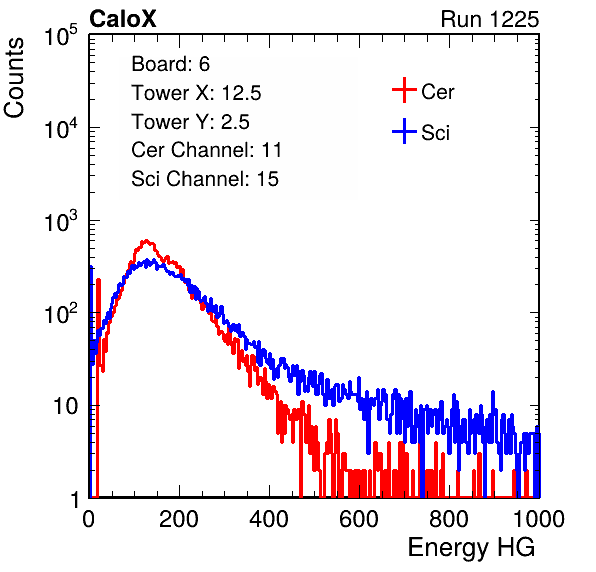 CaloX Run 1225
Counts
10^5
10^4
10^3
10^2
10
1
Board: 6
Tower X: 12.5
Tower Y: 2.5
Cer Channel: 11
Sci Channel: 15
Cer
Sci
0 200 400 600 800 1000
Energy HG